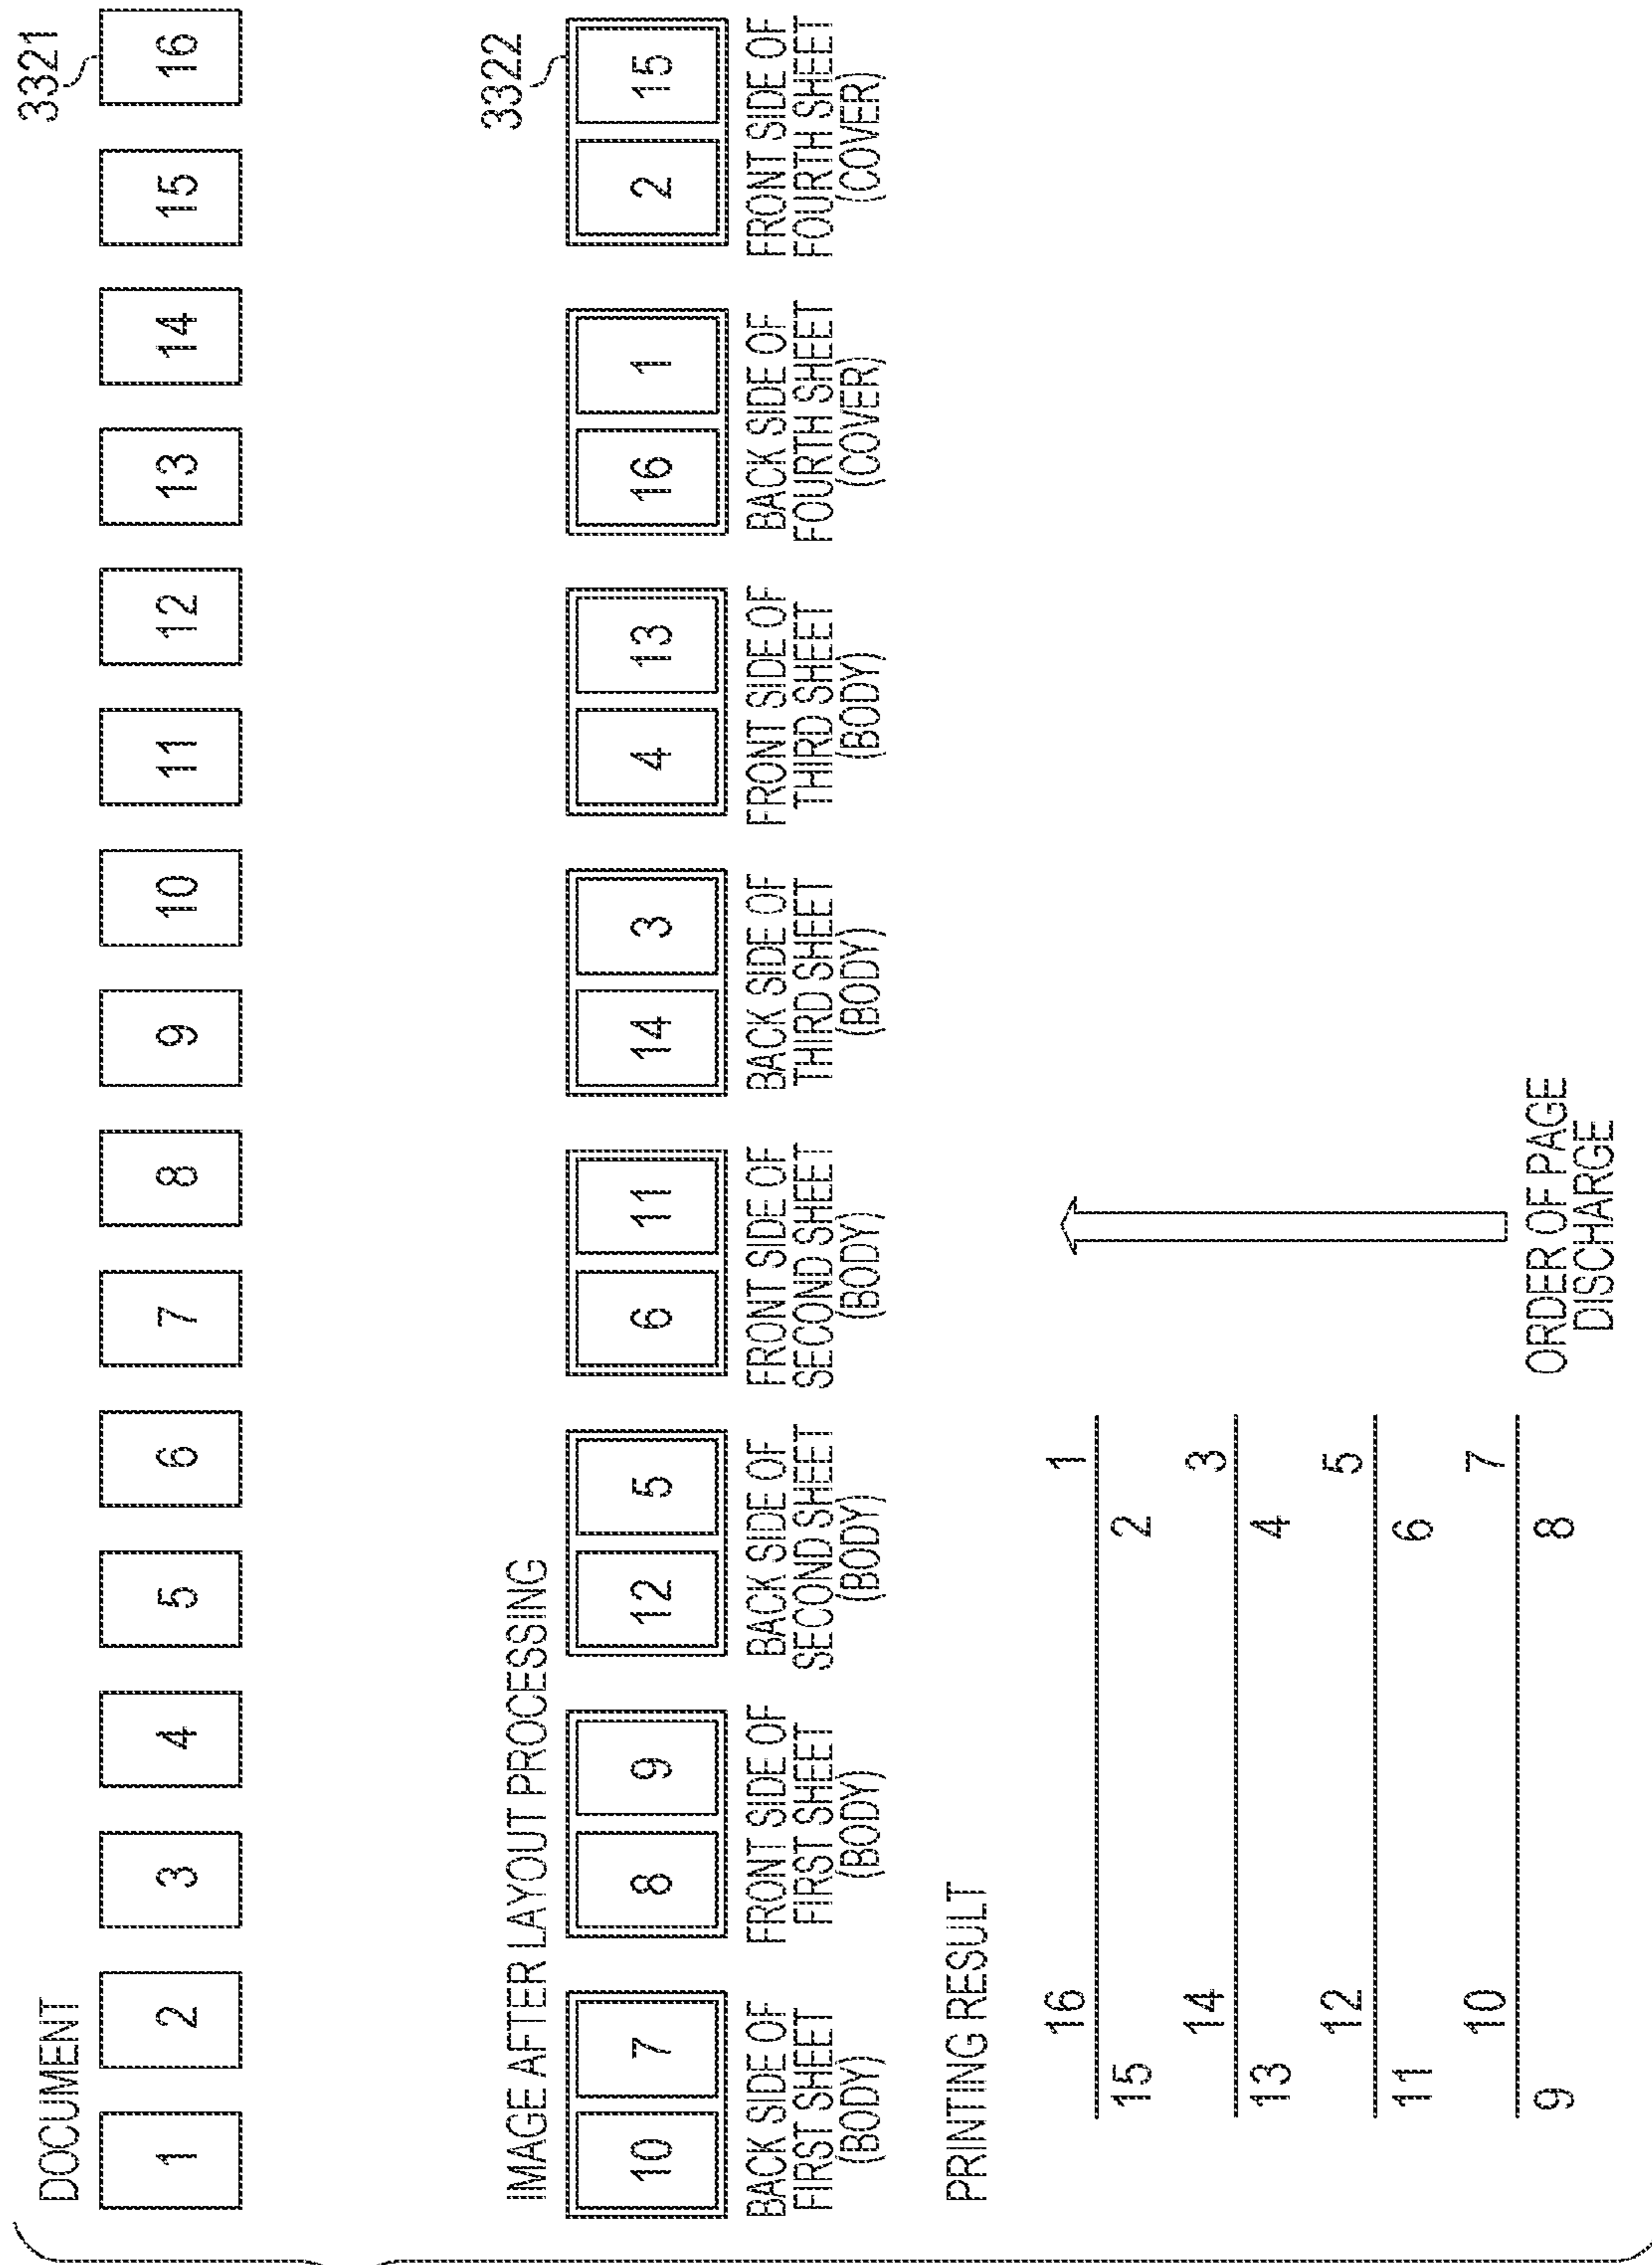 3321
DOCUMENT
1 2 3 4 5 6 7 8 9 10 11 12 13 14 15 16
IMAGE AFTER LAYOUT PROCESSING
3322
10 7
BACK SIDE OF
FIRST SHEET
(BODY)
8 9
FRONT SIDE OF
FIRST SHEET
(BODY)
12 5
BACK SIDE OF
SECOND SHEET
(BODY)
6 11
FRONT SIDE OF
SECOND SHEET
(BODY)
14 3
BACK SIDE OF
THIRD SHEET
(BODY)
4 13
FRONT SIDE OF
THIRD SHEET
(BODY)
16 1
BACK SIDE OF
FOURTH SHEET
(COVER)
2 15
FRONT SIDE OF
FOURTH SHEET
(COVER)
PRINTING RESULT
16 1
15 2
14 3
13 4
12 5
11 6
10 7
9 8
ORDER OF PAGE
DISCHARGE